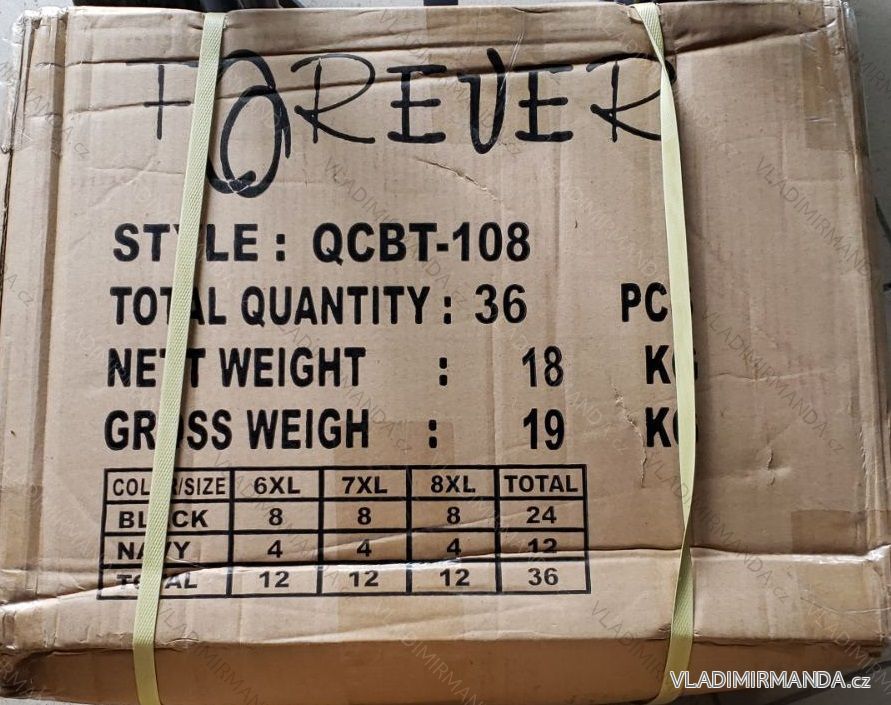 FOREVER
STYLE : QCBT-108
TOTAL QUANTITY : 36 PCS
NETT WEIGHT : 18 KG
GROSS WEIGH : 19 KG
COLOR/SIZE 6XL 7XL 8XL TOTAL
BLACK 8 8 8 24
NAVY 4 4 4 12
TOTAL 12 12 12 36
VLADIMIRMANDA.cz